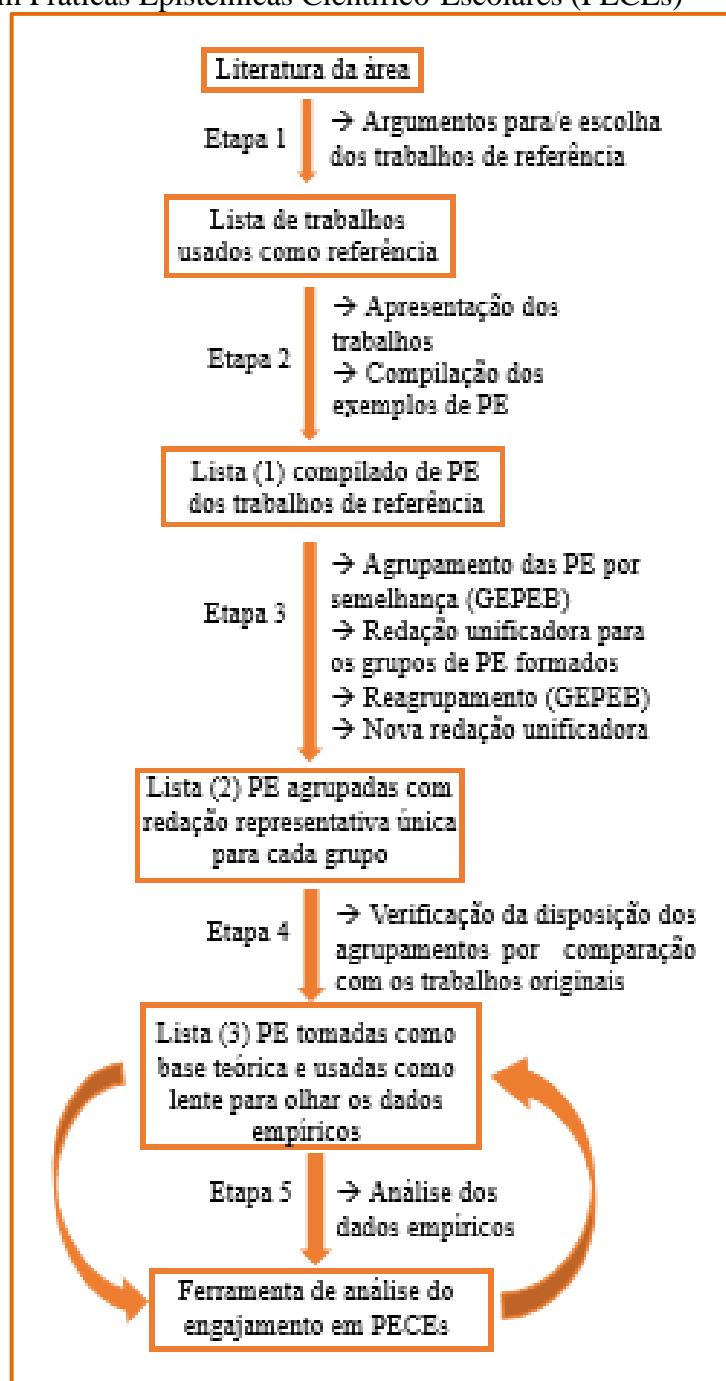 m Práticas Epistêmicas Científico-Escolares (PECEs)
Literatura da área
Etapa 1
→ Argumentos para/e escolha
dos trabalhos de referência
Lista de trabalhos
usados como referência
Etapa 2
→ Apresentação dos
trabalhos
→ Compilação dos
exemplos de PE
Lista (1) compilado de PE
dos trabalhos de referência
Etapa 3
→ Agrupamento das PE por
semelhança (GEPEB)
→ Redação unificadora para
os grupos de PE formados
→ Reagrupamento (GEPEB)
→ Nova redação unificadora
Lista (2) PE agrupadas com
redação representativa única
para cada grupo
Etapa 4
→ Verificação da disposição dos
agrupamentos por comparação
com os trabalhos originais
Lista (3) PE tomadas como
base teórica e usadas como
lente para olhar os dados
empíricos
Etapa 5
→ Análise dos
dados empíricos
Ferramenta de análise do
engajamento em PECEs